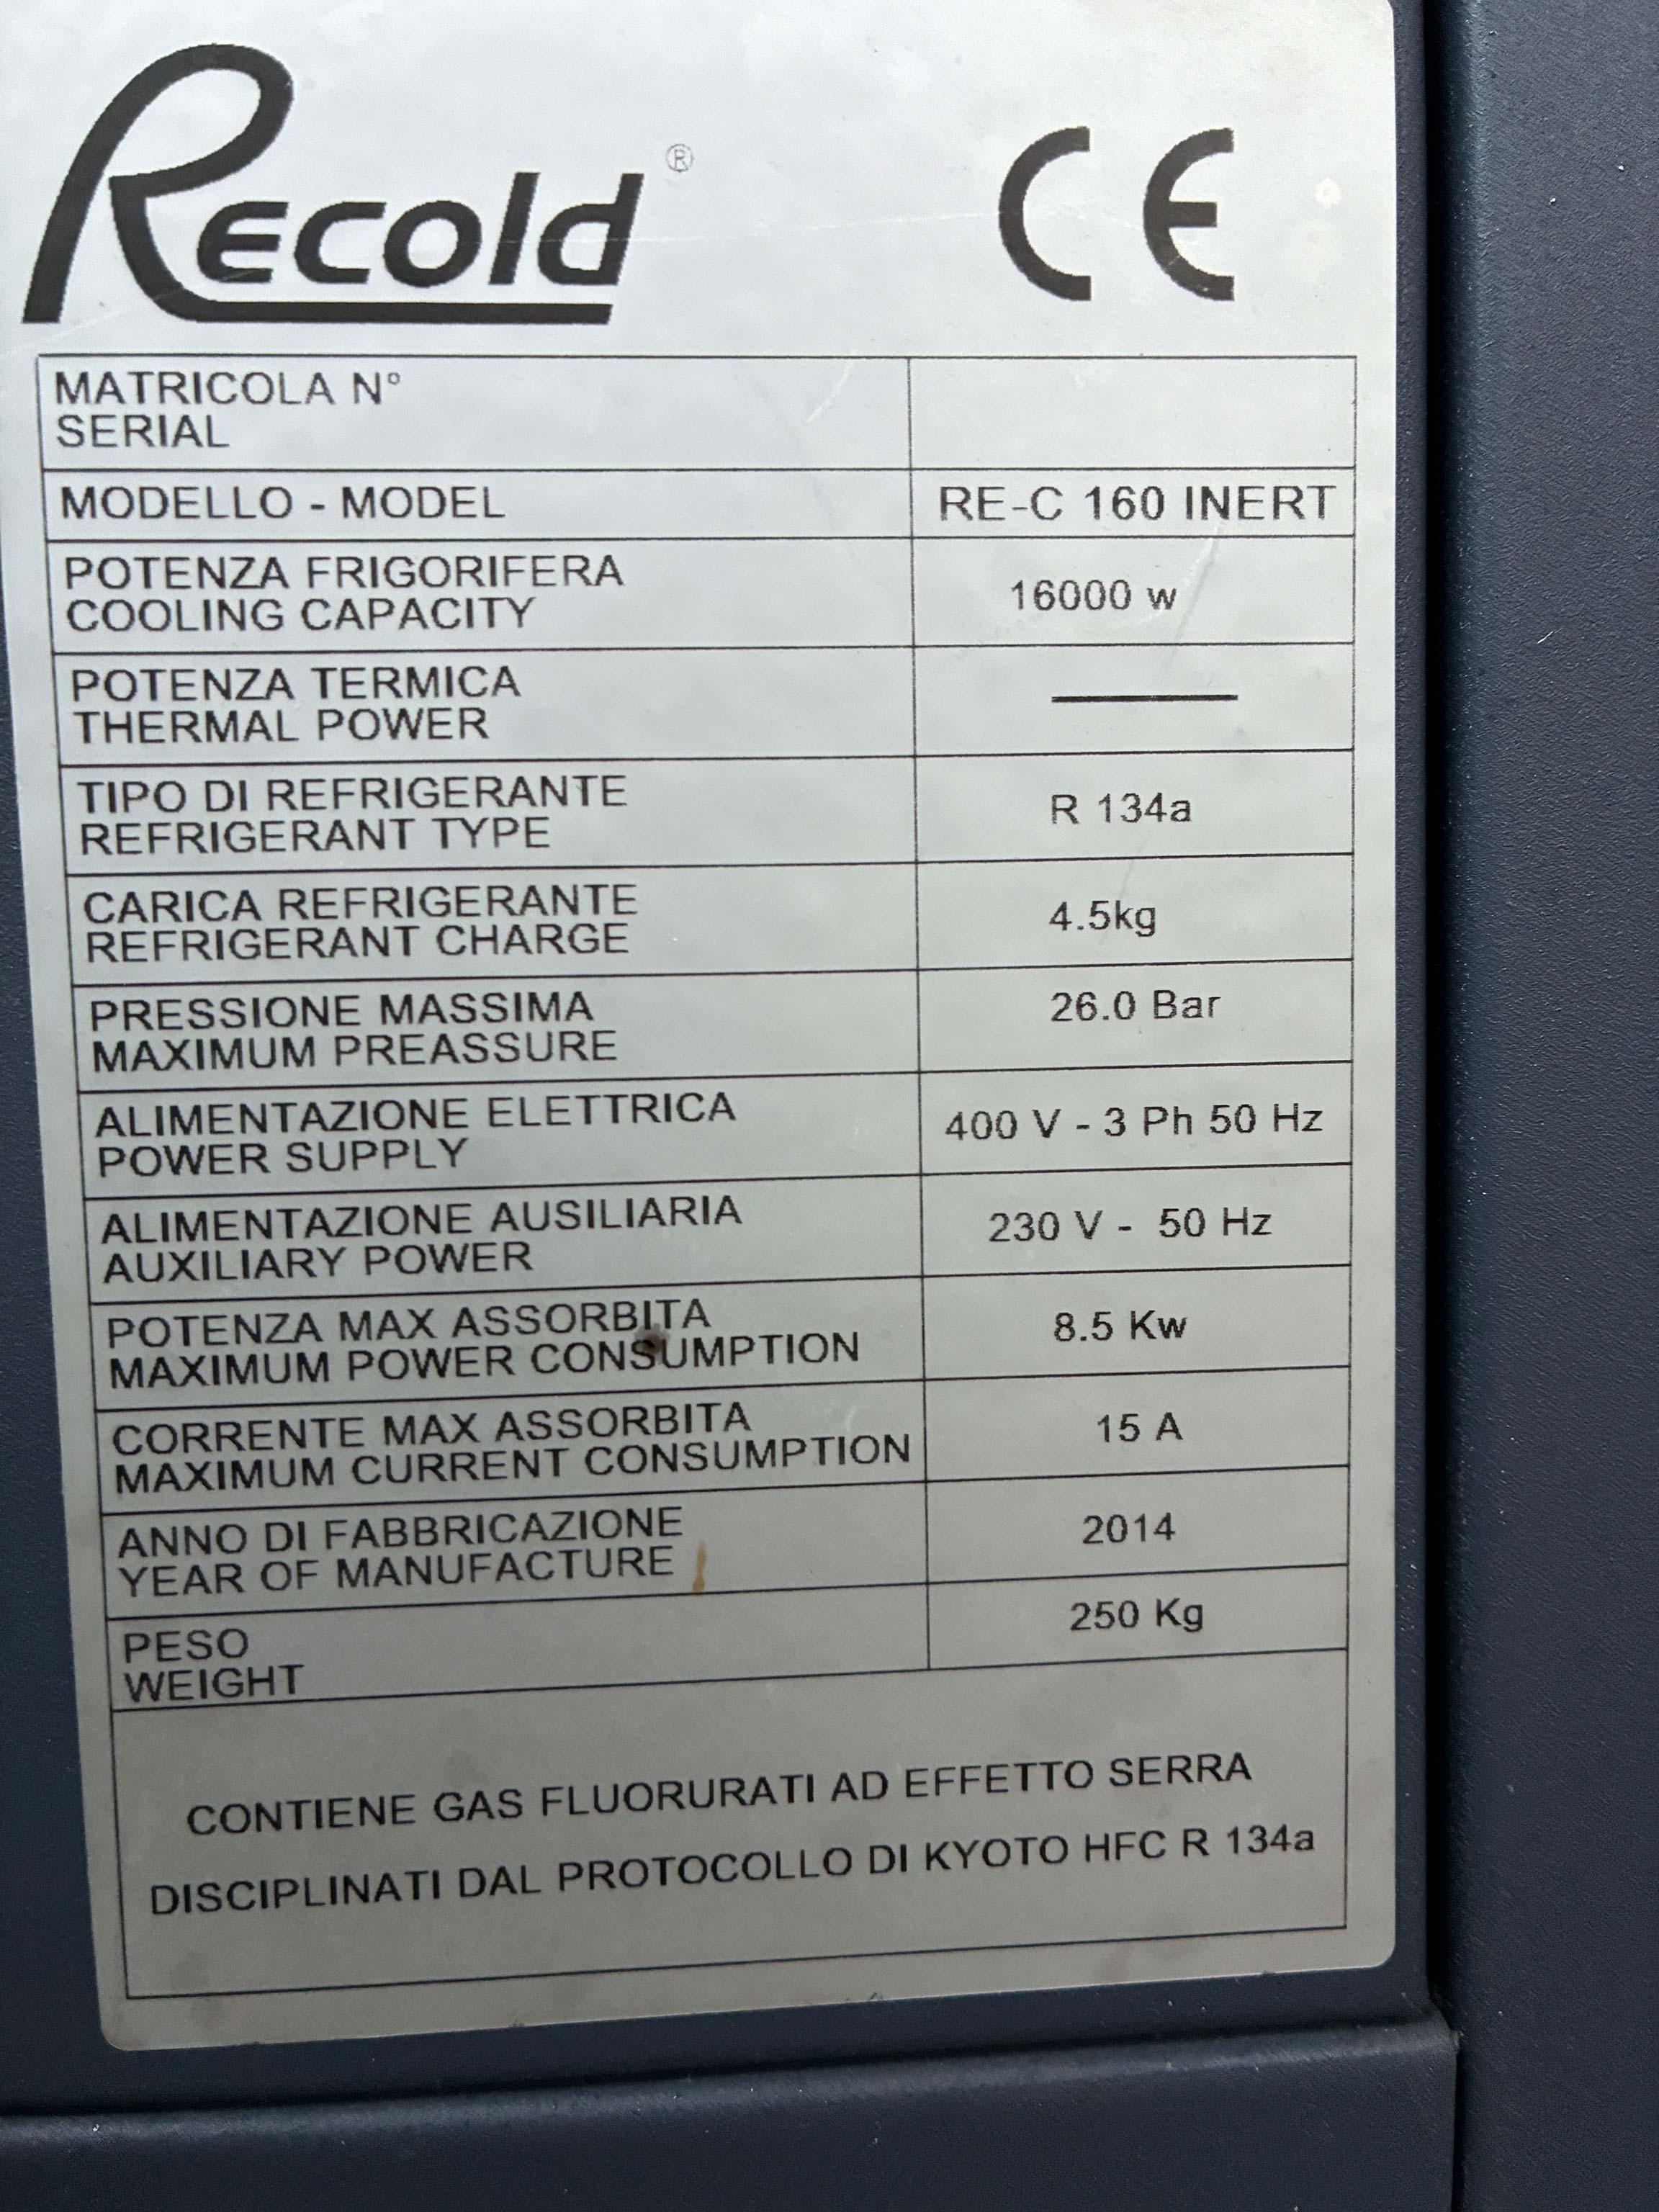 Recold ®
CE
MATRICOLA N°
SERIAL
MODELLO - MODEL
RE-C 160 INERT
POTENZA FRIGORIFERA
COOLING CAPACITY
16000 w
POTENZA TERMICA
THERMAL POWER
TIPO DI REFRIGERANTE
REFRIGERANT TYPE
R 134a
CARICA REFRIGERANTE
REFRIGERANT CHARGE
4.5kg
PRESSIONE MASSIMA
MAXIMUM PREASSURE
26.0 Bar
ALIMENTAZIONE ELETTRICA
POWER SUPPLY
400 V - 3 Ph 50 Hz
ALIMENTAZIONE AUSILIARIA
AUXILIARY POWER
230 V - 50 Hz
POTENZA MAX ASSORBITA
MAXIMUM POWER CONSUMPTION
8.5 Kw
CORRENTE MAX ASSORBITA
MAXIMUM CURRENT CONSUMPTION
15 A
ANNO DI FABBRICAZIONE
YEAR OF MANUFACTURE
2014
PESO
WEIGHT
250 Kg
CONTIENE GAS FLUORURATI AD EFFETTO SERRA
DISCIPLINATI DAL PROTOCOLLO DI KYOTO HFC R 134a